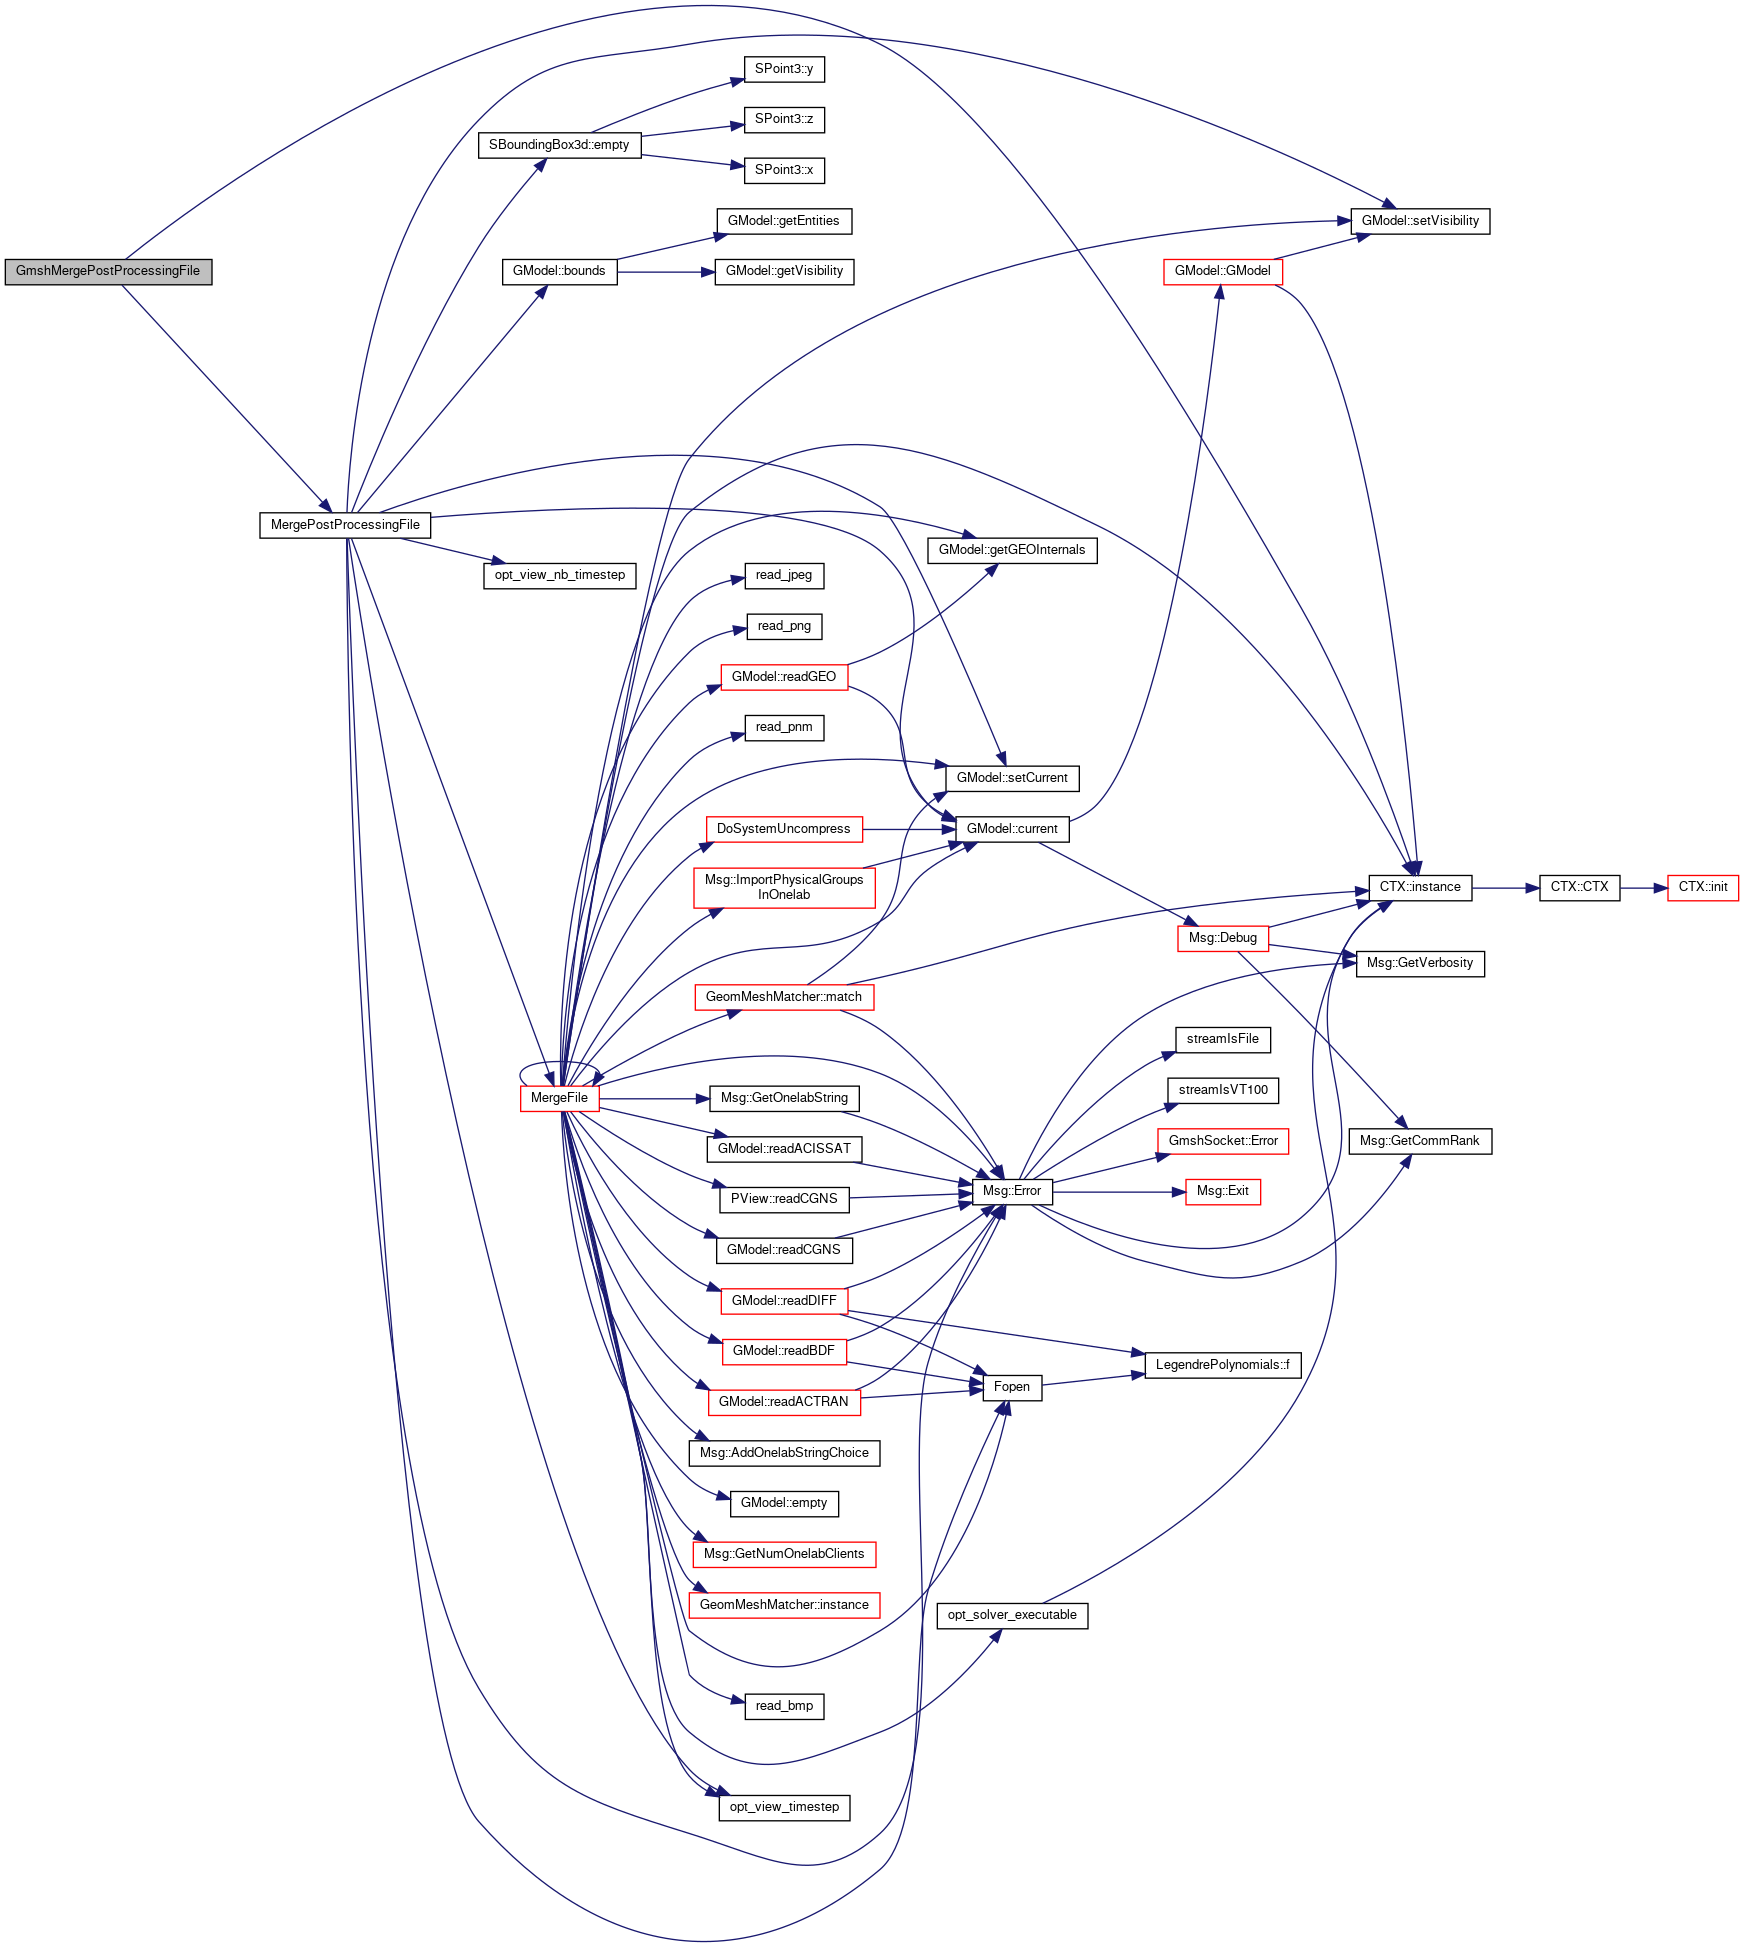 GmshMergePostProcessingFile
MergePostProcessingFile
SBoundingBox3d::empty
GModel::bounds
opt_view_nb_timestep
MergeFile
SPoint3::y
SPoint3::z
SPoint3::x
GModel::getEntities
GModel::getVisibility
read_jpeg
read_png
GModel::readGEO
read_pnm
DoSystemUncompress
Msg::ImportPhysicalGroups
InOnelab
GeomMeshMatcher::match
Msg::GetOnelabString
GModel::readACISSAT
PView::readCGNS
GModel::readCGNS
GModel::readDIFF
GModel::readBDF
GModel::readACTRAN
Msg::AddOnelabStringChoice
GModel::empty
Msg::GetNumOnelabClients
GeomMeshMatcher::instance
read_bmp
opt_view_timestep
GModel::getGEOInternals
GModel::setCurrent
GModel::current
Msg::Error
Fopen
opt_solver_executable
GModel::GModel
Msg::Debug
streamIsFile
streamIsVT100
GmshSocket::Error
Msg::Exit
LegendrePolynomials::f
GModel::setVisibility
CTX::instance
Msg::GetVerbosity
Msg::GetCommRank
CTX::CTX
CTX::init